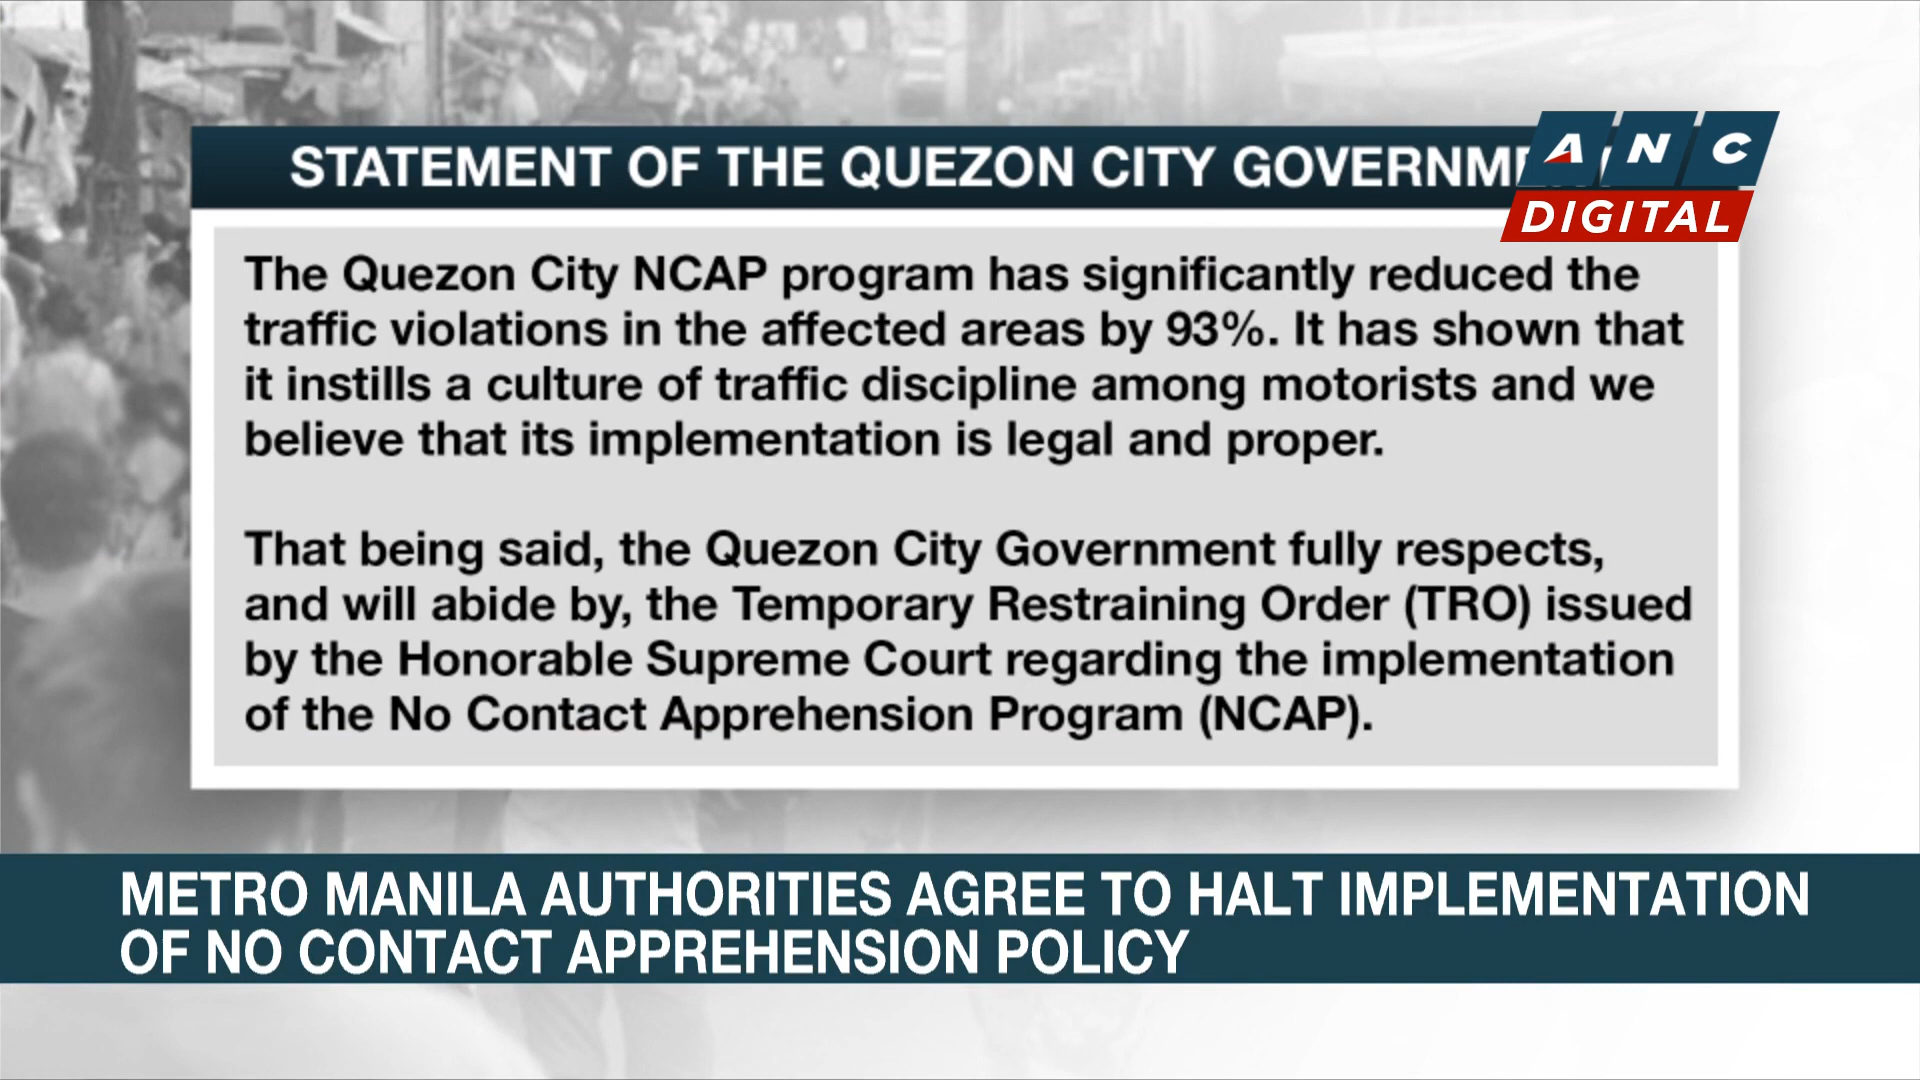 STATEMENT OF THE QUEZON CITY
ANC
DIGITAL
The Quezon City NCAP program has significantly reduced the
traffic violations in the affected areas by 93%. It has shown that
it instills a culture of traffic discipline among motorists and we
believe that its implementation is legal and proper.
That being said, the Quezon City Government fully respects,
and will abide by, the Temporary Restraining Order (TRO) issued
by the Honorable Supreme Court regarding the implementation
of the No Contact Apprehension Program (NCAP).
METRO MANILA AUTHORITIES AGREE TO HALT IMPLEMENTATION
OF NO CONTACT APPREHENSION POLICY